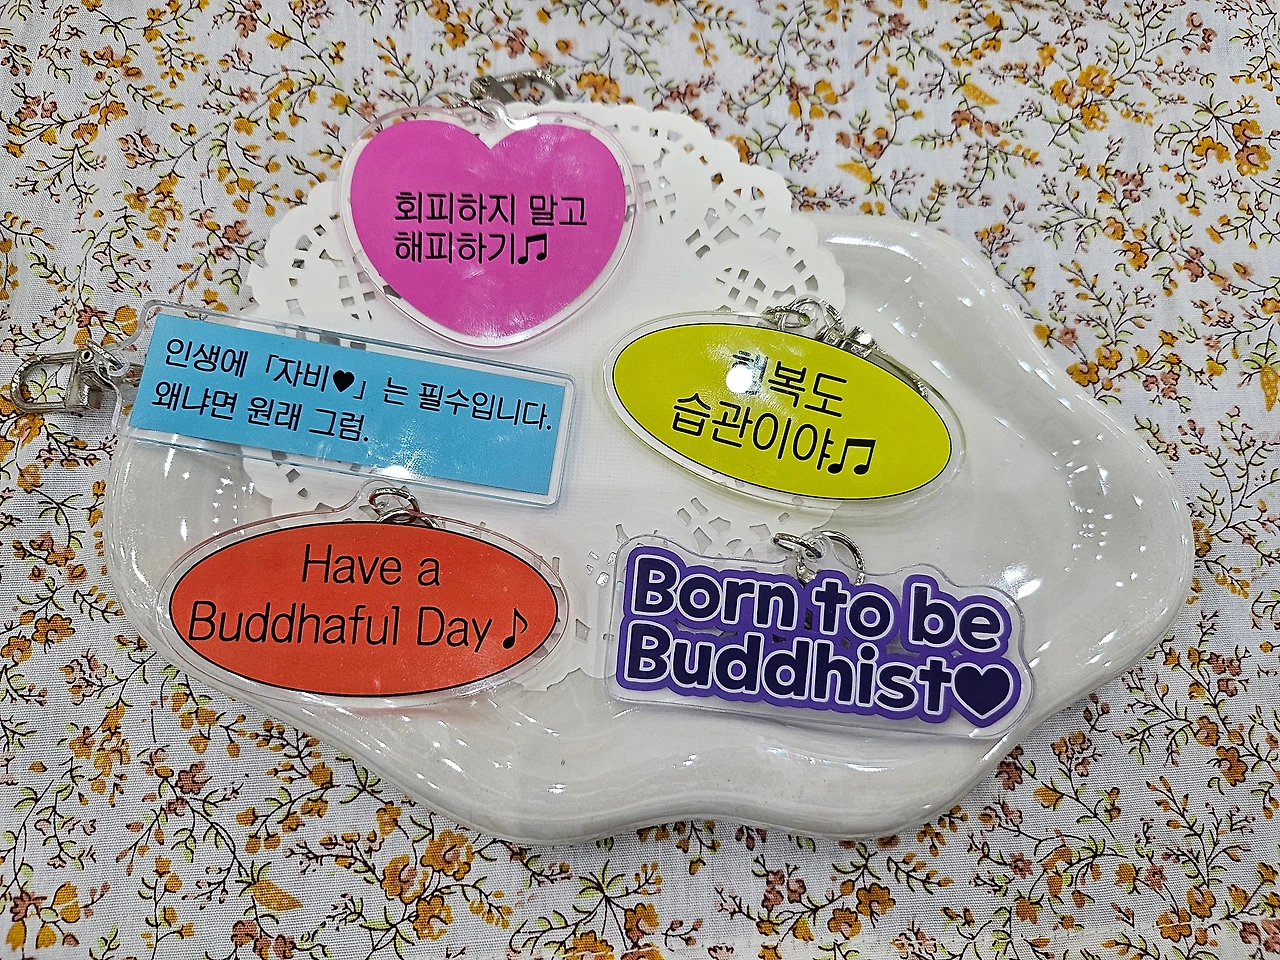 회피하지 말고
해피하기♫
인생에 「자비♥」는 필수입니다.
왜냐면 원래 그럼.
행복도
습관이야♫
Have a
Buddhaful Day♪
Born to be
Buddhist♥